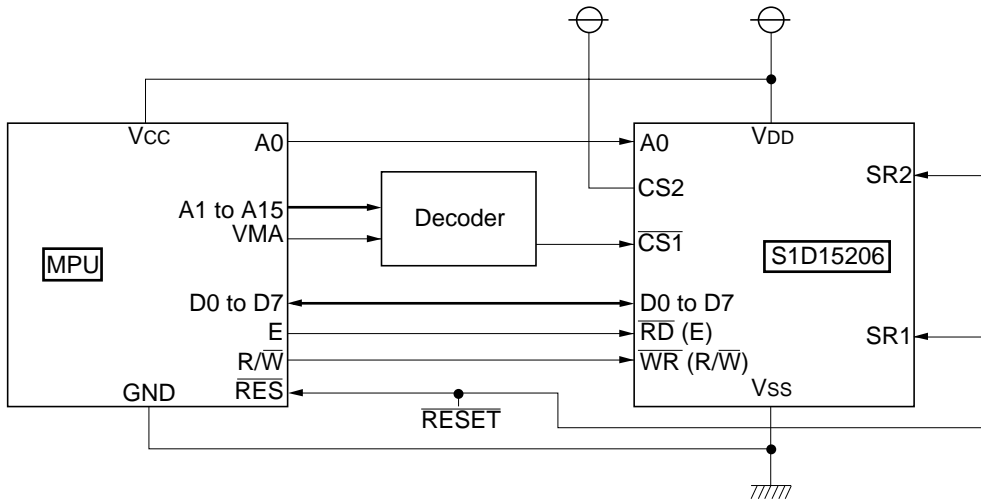 VCC
VDD
A0
A0
SR2
CS2
A1 to A15
Decoder
VMA
CS1
MPU
S1D15206
D0 to D7
D0 to D7
E
RD (E)
SR1
R/W
WR (R/W)
GND
RES
VSS
RESET